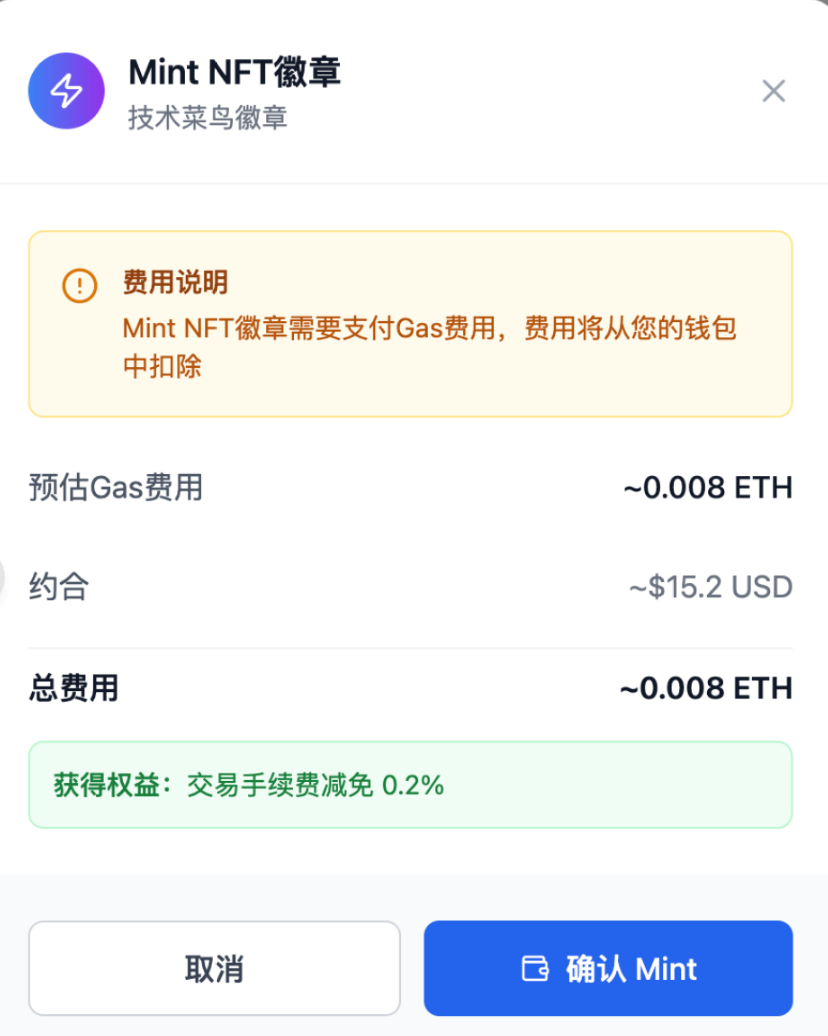 Mint NFT徽章
技术菜鸟徽章
费用说明
Mint NFT徽章需要支付Gas费用，费用将从您的钱包
中扣除
预估Gas费用 ~0.008 ETH
约合 ~$15.2 USD
总费用 ~0.008 ETH
获得权益：交易手续费减免 0.2%
取消 确认 Mint